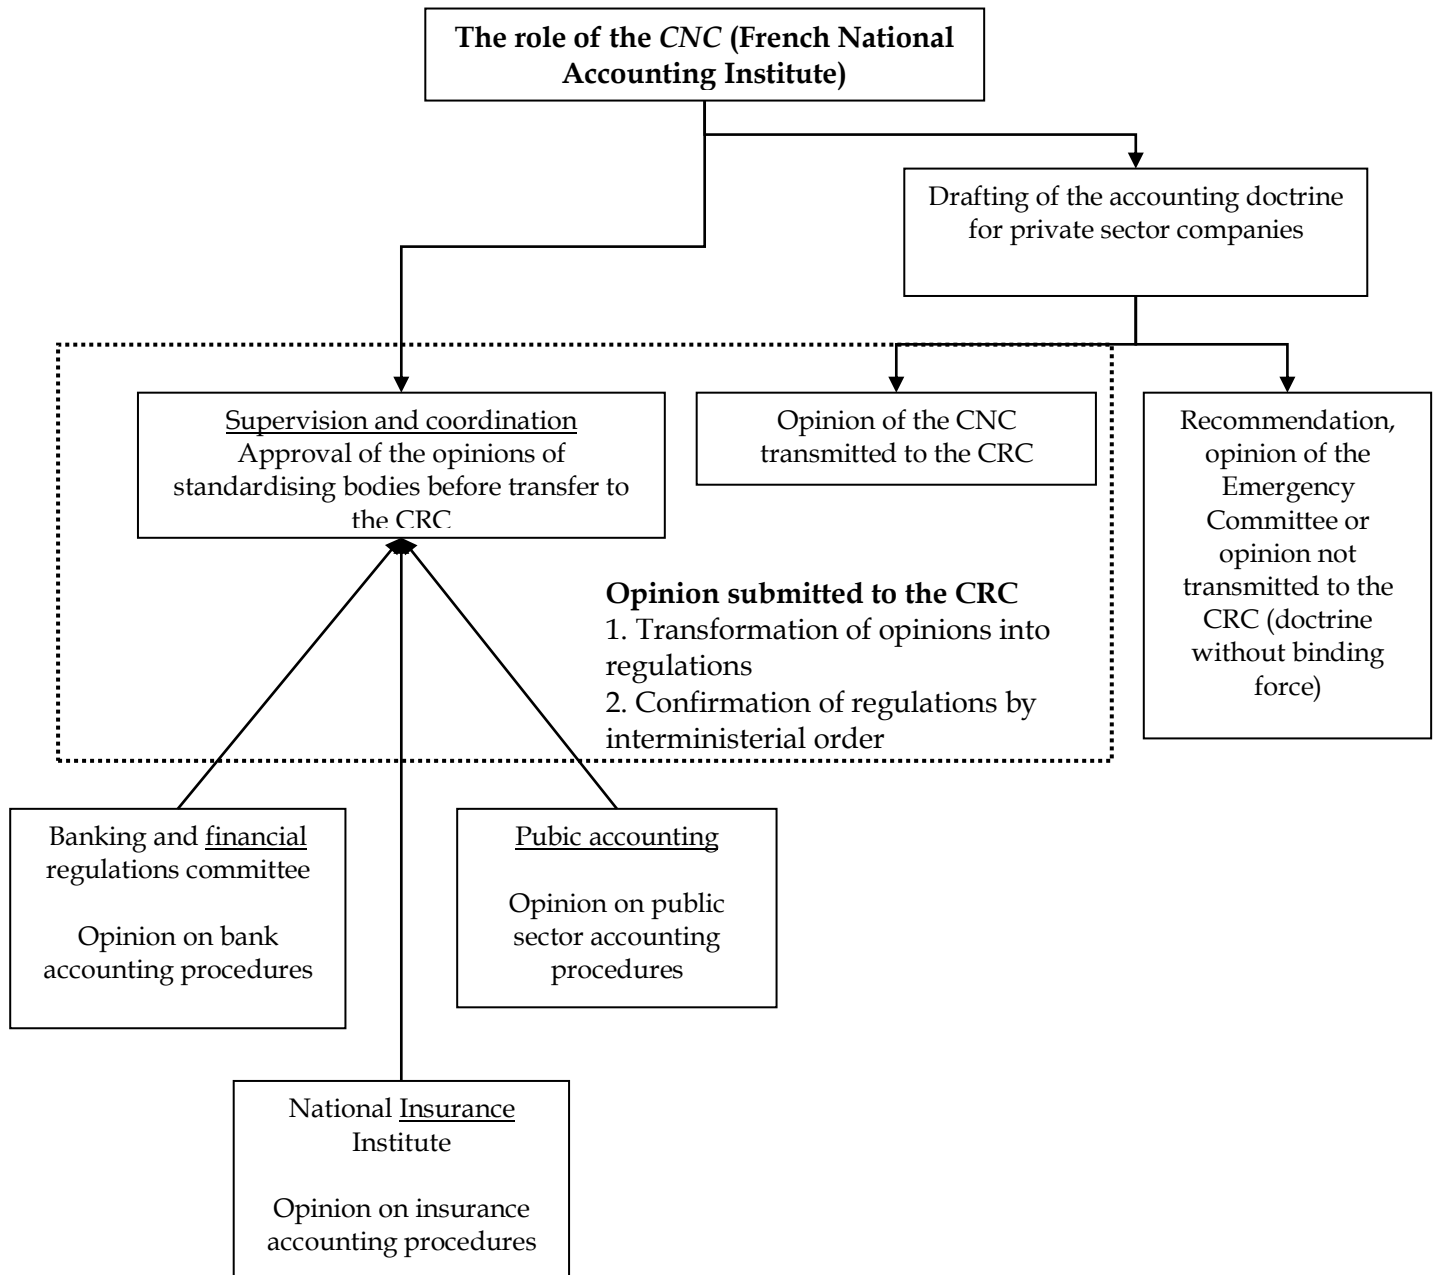 The role of the CNC (French National
Accounting Institute)
Drafting of the accounting doctrine
for private sector companies
Supervision and coordination
Approval of the opinions of
standardising bodies before transfer to
the CRC
Opinion of the CNC
transmitted to the CRC
Recommendation,
opinion of the
Emergency
Committee or
opinion not
transmitted to the
CRC (doctrine
without binding
force)
Opinion submitted to the CRC
1. Transformation of opinions into
regulations
2. Confirmation of regulations by
interministerial order
Banking and financial
regulations committee
Opinion on bank
accounting procedures
Pubic accounting
Opinion on public
sector accounting
procedures
National Insurance
Institute
Opinion on insurance
accounting procedures